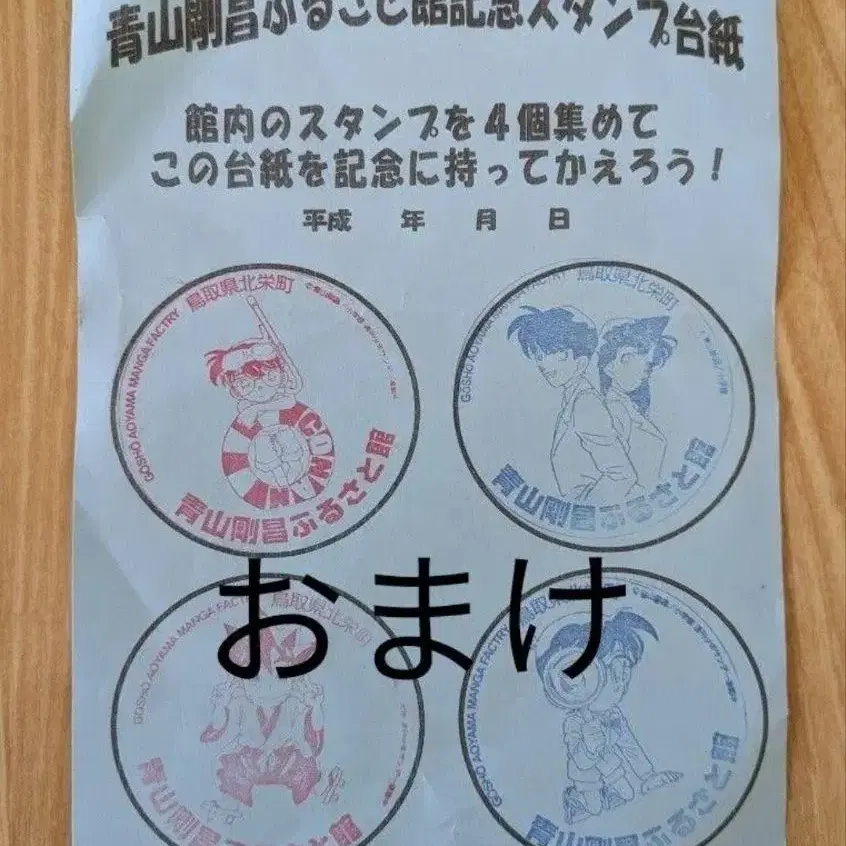 青山剛昌ふるさと館記念スタンプ台紙
館内のスタンプを4個集めて
この台紙を記念に持ってかえろう!
平成 年 月 日
GOSHO AOYAMA MANGA FACTRY 鳥取県北栄町
CONAN
青山剛昌ふるさと館
GOSHO AOYAMA MANGA FACTRY 鳥取県北栄町
青山剛昌ふるさと館
おまけ
GOSHO AOYAMA MANGA FACTRY 鳥取県北栄町
青山剛昌ふるさと館
GOSHO AOYAMA MANGA FACTRY 鳥取県北栄町
青山剛昌ふるさと館